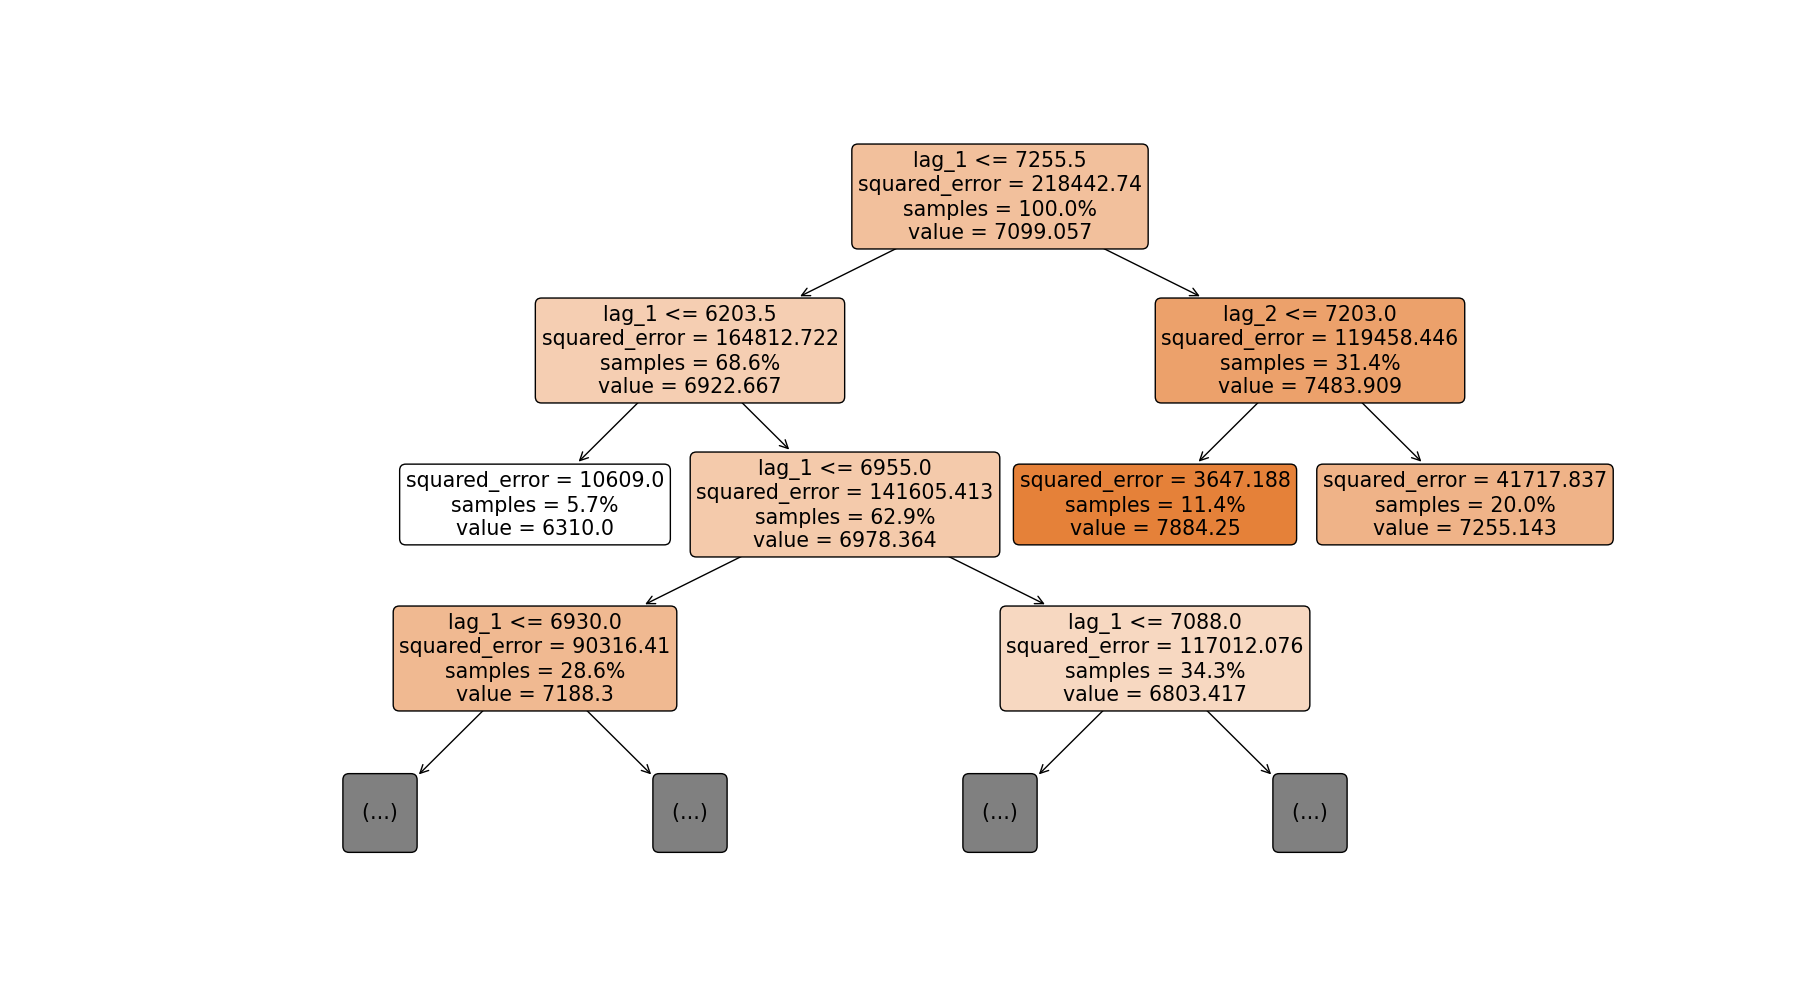 lag_1 <= 7255.5
squared_error = 218442.74
samples = 100.0%
value = 7099.057
lag_1 <= 6203.5
squared_error = 164812.722
samples = 68.6%
value = 6922.667
lag_2 <= 7203.0
squared_error = 119458.446
samples = 31.4%
value = 7483.909
squared_error = 10609.0
samples = 5.7%
value = 6310.0
lag_1 <= 6955.0
squared_error = 141605.413
samples = 62.9%
value = 6978.364
squared_error = 3647.188
samples = 11.4%
value = 7884.25
squared_error = 41717.837
samples = 20.0%
value = 7255.143
lag_1 <= 6930.0
squared_error = 90316.41
samples = 28.6%
value = 7188.3
lag_1 <= 7088.0
squared_error = 117012.076
samples = 34.3%
value = 6803.417
(...)
(...)
(...)
(...)